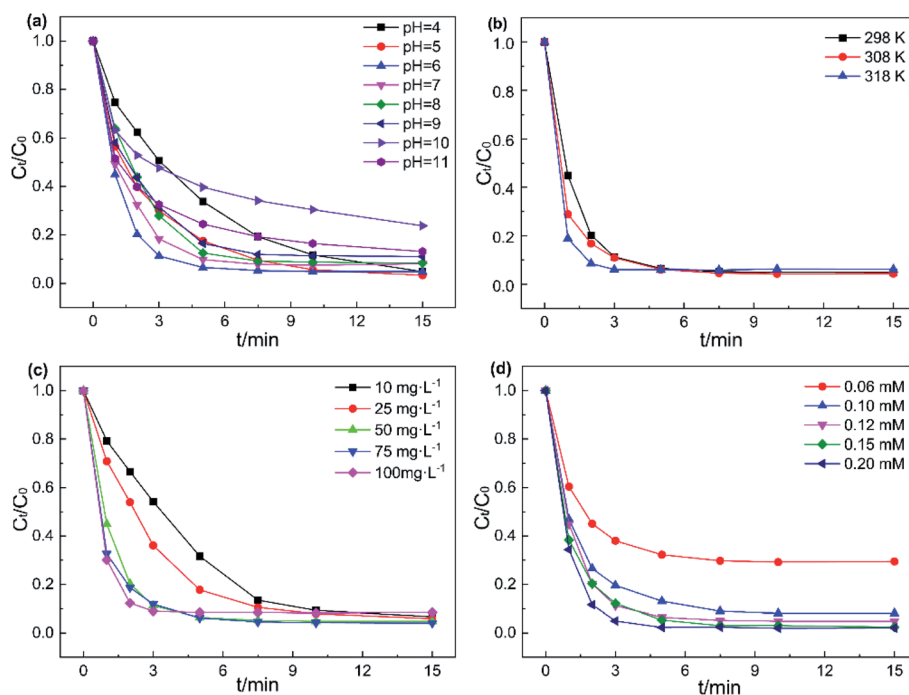 (a)
pH=4
pH=5
pH=6
pH=7
pH=8
pH=9
pH=10
pH=11
1.0
0.8
0.6
0.4
0.2
0.0
Ct/C0
0 3 6 9 12 15
t/min
(b)
298 K
308 K
318 K
1.0
0.8
0.6
0.4
0.2
0.0
Ct/C0
0 3 6 9 12 15
t/min
(c)
10 mg·L⁻¹
25 mg·L⁻¹
50 mg·L⁻¹
75 mg·L⁻¹
100mg·L⁻¹
1.0
0.8
0.6
0.4
0.2
0.0
Ct/C0
0 3 6 9 12 15
t/min
(d)
0.06 mM
0.10 mM
0.12 mM
0.15 mM
0.20 mM
1.0
0.8
0.6
0.4
0.2
0.0
Ct/C0
0 3 6 9 12 15
t/min